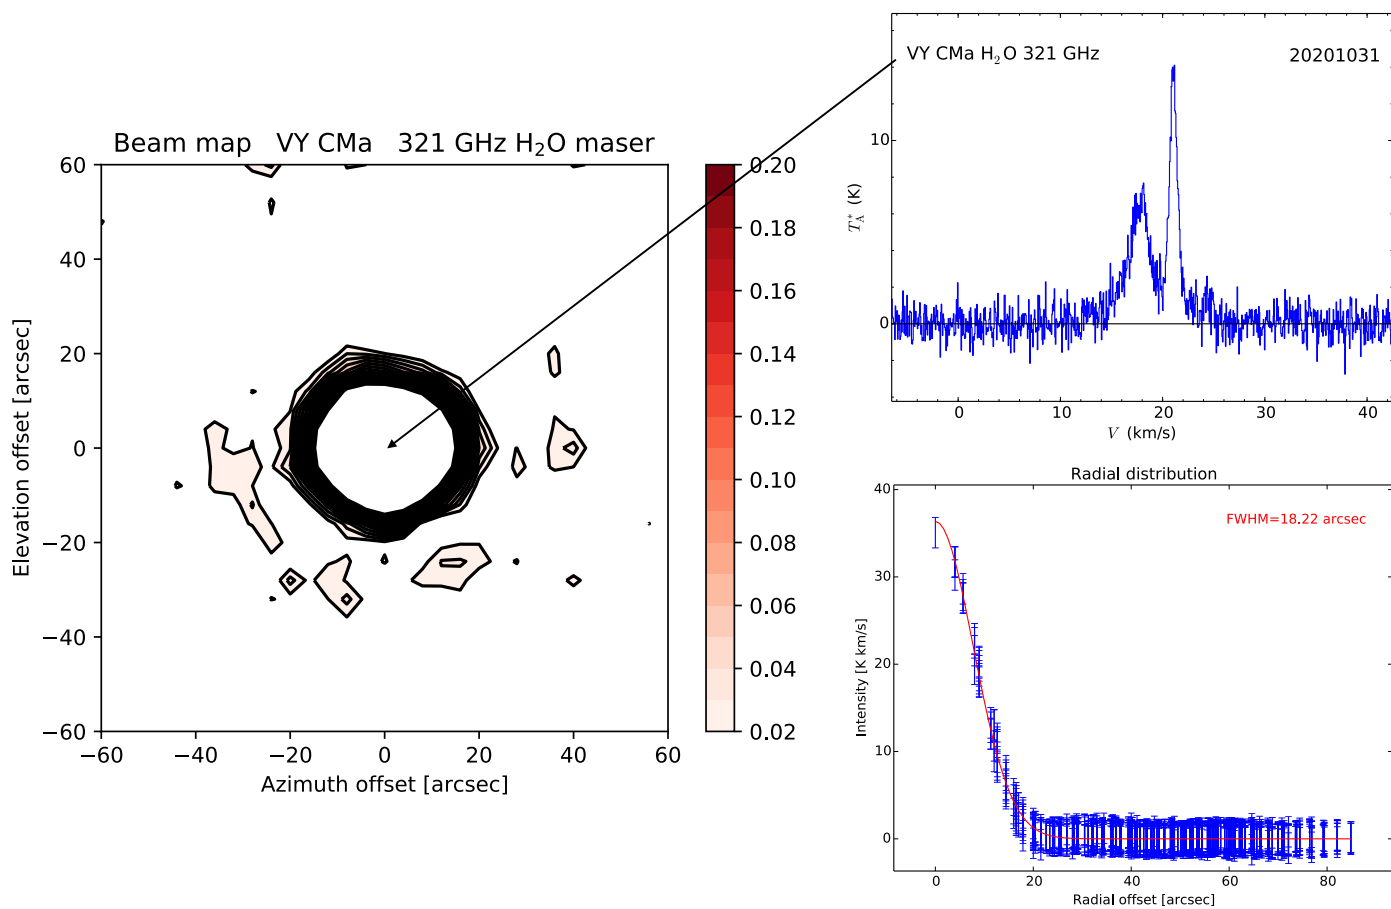 Beam map VY CMa 321 GHz H₂O maser
60
40
20
0
−20
−40
−60
Elevation offset [arcsec]
−60 −40 −20 0 20 40 60
Azimuth offset [arcsec]
0.20
0.18
0.16
0.14
0.12
0.10
0.08
0.06
0.04
0.02
VY CMa H₂O 321 GHz 20201031
10
0
T*A (K)
0 10 20 30 40
V (km/s)
Radial distribution
FWHM=18.22 arcsec
40
30
20
10
0
Intensity [K km/s]
0 20 40 60 80
Radial offset [arcsec]